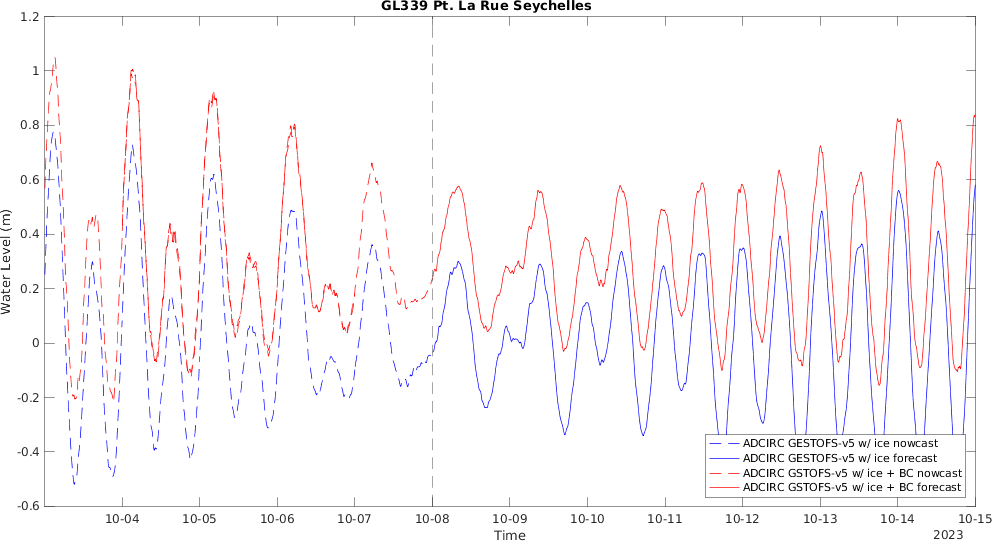 GL339 Pt. La Rue Seychelles
1.2
1
0.8
0.6
0.4
0.2
0
-0.2
-0.4
-0.6
Water Level (m)
ADCIRC GESTOFS-v5 w/ ice nowcast
ADCIRC GESTOFS-v5 w/ ice forecast
ADCIRC GSTOFS-v5 w/ ice + BC nowcast
ADCIRC GSTOFS-v5 w/ ice + BC forecast
10-04 10-05 10-06 10-07 10-08 10-09 10-10 10-11 10-12 10-13 10-14 10-15
Time
2023